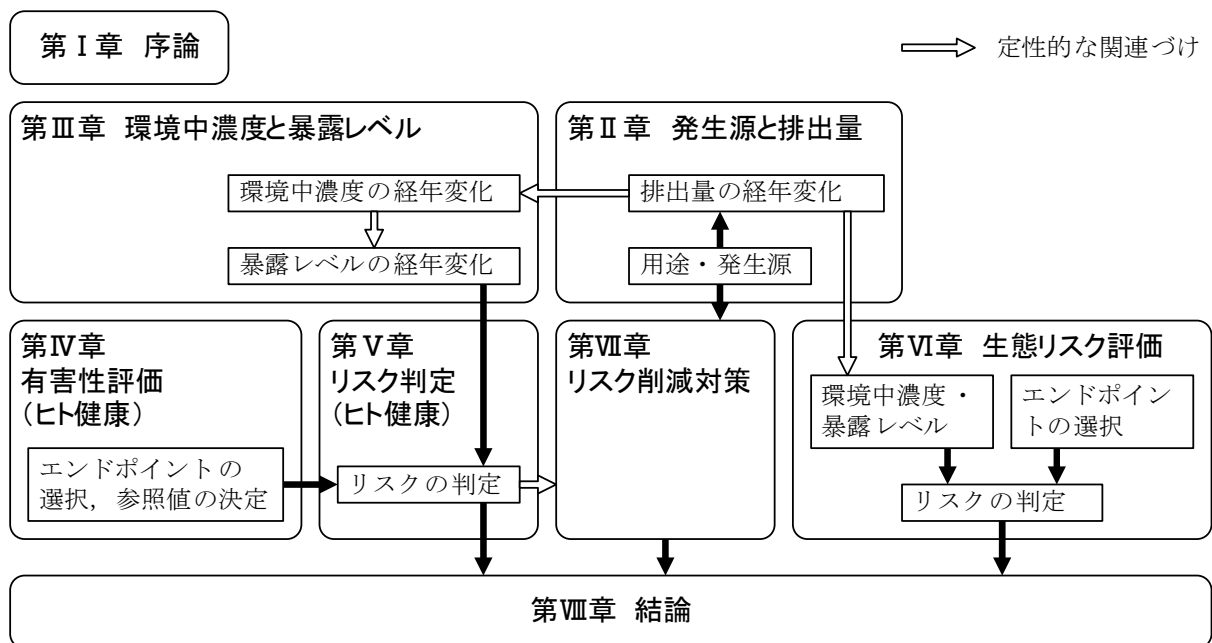 第Ⅰ章 序論
定性的な関連づけ
第Ⅲ章 環境中濃度と暴露レベル
環境中濃度の経年変化
暴露レベルの経年変化
第Ⅱ章 発生源と排出量
排出量の経年変化
用途・発生源
第Ⅳ章
有害性評価
(ヒト健康)
エンドポイントの
選択，参照値の決定
第Ⅴ章
リスク判定
(ヒト健康)
リスクの判定
第Ⅶ章
リスク削減対策
第Ⅵ章 生態リスク評価
環境中濃度・
暴露レベル
エンドポイン
トの選択
リスクの判定
第Ⅷ章 結論